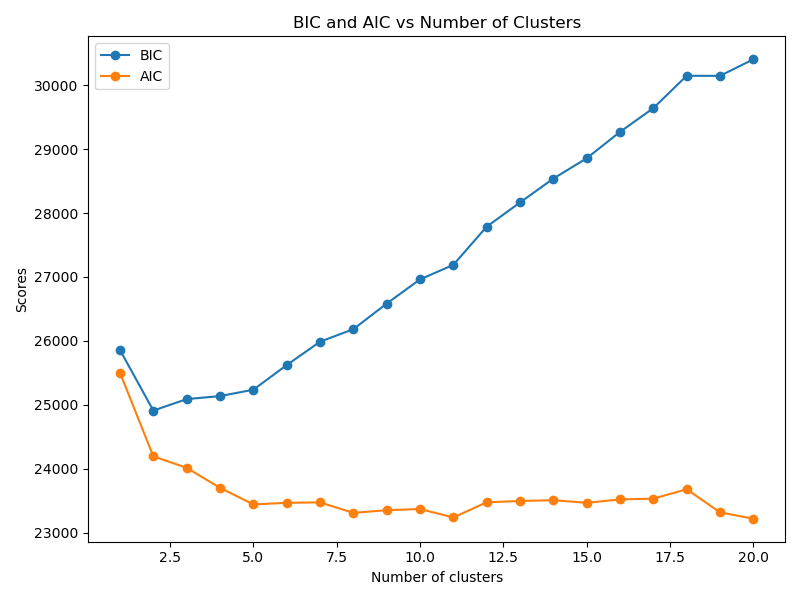 BIC and AIC vs Number of Clusters
BIC
AIC
30000
29000
28000
27000
26000
25000
24000
23000
Scores
2.5 5.0 7.5 10.0 12.5 15.0 17.5 20.0
Number of clusters